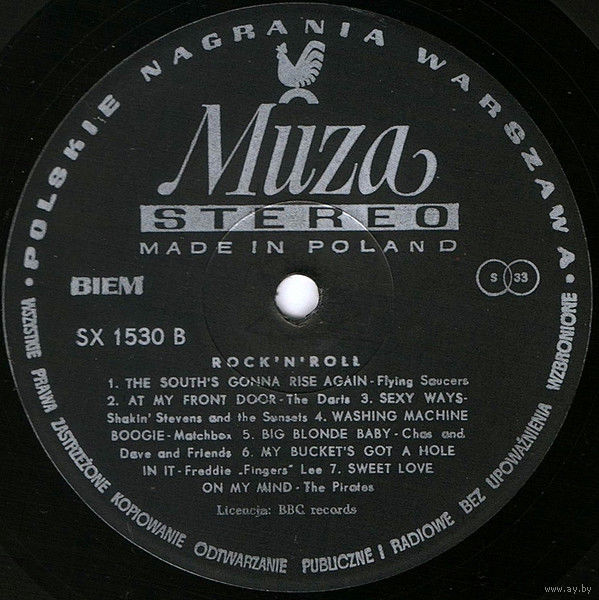 • POLSKIE NAGRANIA WARSZAWA •
Muza
STEREO
MADE IN POLAND
BIEM
S 33
SX 1530 B
ROCK'N'ROLL
1. THE SOUTH'S GONNA RISE AGAIN - Flying Saucers
2. AT MY FRONT DOOR - The Darts 3. SEXY WAYS -
Shakin' Stevens and the Sunsets 4. WASHING MACHINE
BOOGIE - Matchbox 5. BIG BLONDE BABY - Chas and
Dave and Friends 6. MY BUCKET'S GOT A HOLE
IN IT - Freddie „Fingers" Lee 7. SWEET LOVE
ON MY MIND - The Pirates
Licencja: BBC records
WSZYSTKIE PRAWA ZASTRZEŻONE KOPIOWANIE ODTWARZANIE PUBLICZNE I RADIOWE BEZ UPOWAŻNIENIA WZBRONIONE
www.ay.by